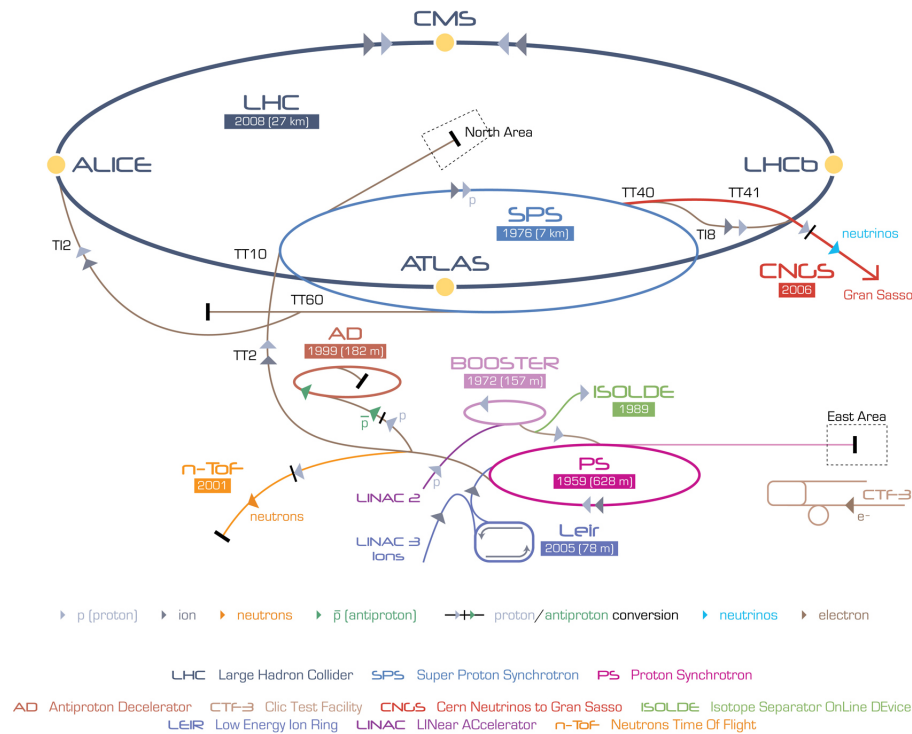 CMS
p p
LHC
2008 (27 km)
North Area
ALICE
LHCb
TT40 TT41
p
SPS
1976 (7 km)
TI2
TT10
TI8
neutrinos
ATLAS
CNGS
2006
Gran Sasso
TT60
AD
1999 (182 m)
TT2
BOOSTER
1972 (157 m)
ISOLDE
1989
p̅ p
East Area
n-ToF
2001
p
PS
1959 (628 m)
LINAC 2
neutrons
CTF-3
e-
LINAC 3
Ions
Leir
2005 (78 m)
p (proton) ion neutrons p̅ (antiproton) proton/antiproton conversion neutrinos electron
LHC Large Hadron Collider SPS Super Proton Synchrotron PS Proton Synchrotron
AD Antiproton Decelerator CTF-3 Clic Test Facility CNGS Cern Neutrinos to Gran Sasso ISOLDE Isotope Separator OnLine DEvice
LEIR Low Energy Ion Ring LINAC LINear ACcelerator n-ToF Neutrons Time Of Flight